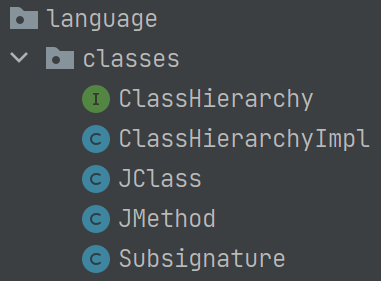 language
classes
I ClassHierarchy
C ClassHierarchyImpl
C JClass
C JMethod
C Subsignature